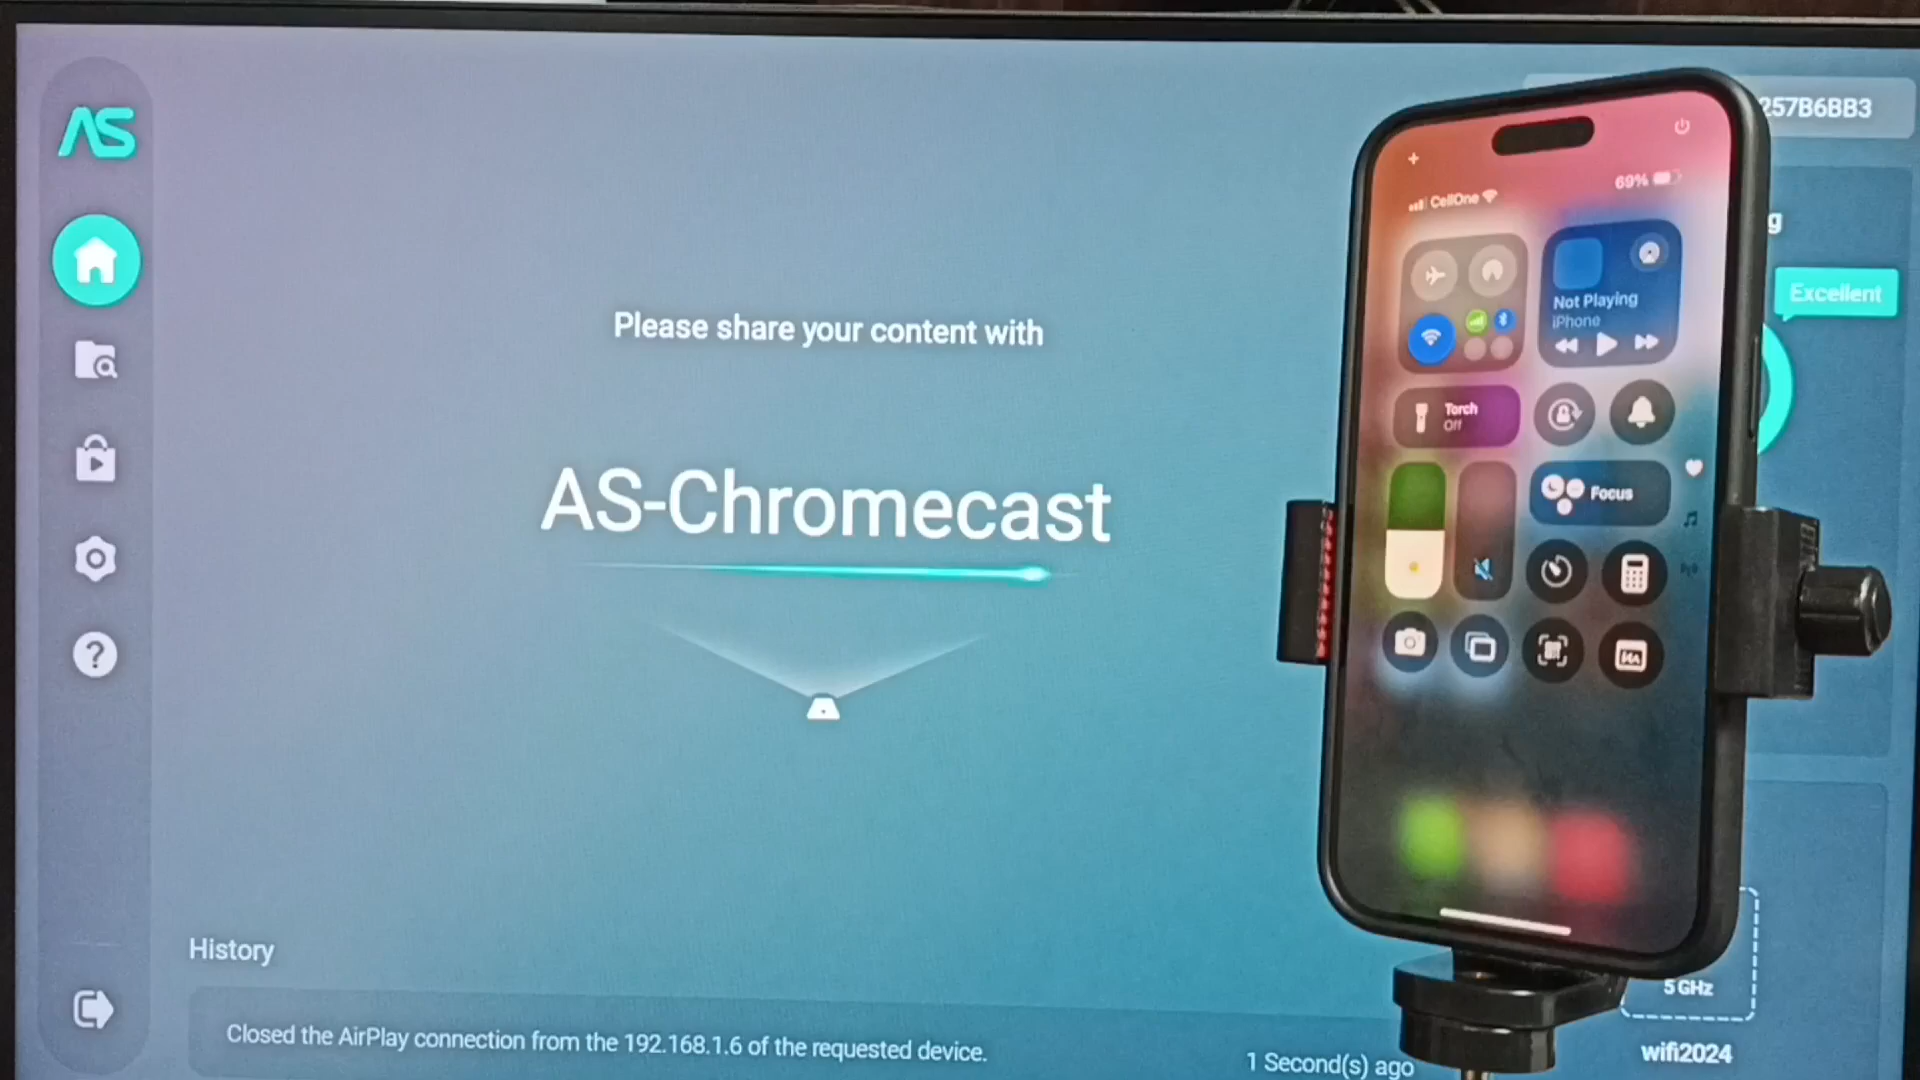 AS
257B6BB3
g
Excellent
Please share your content with
AS-Chromecast
History
Closed the AirPlay connection from the 192.168.1.6 of the requested device.
1 Second(s) ago
5 GHz
wifi2024
69%
CellOne
Not Playing
iPhone
Torch
Off
Focus